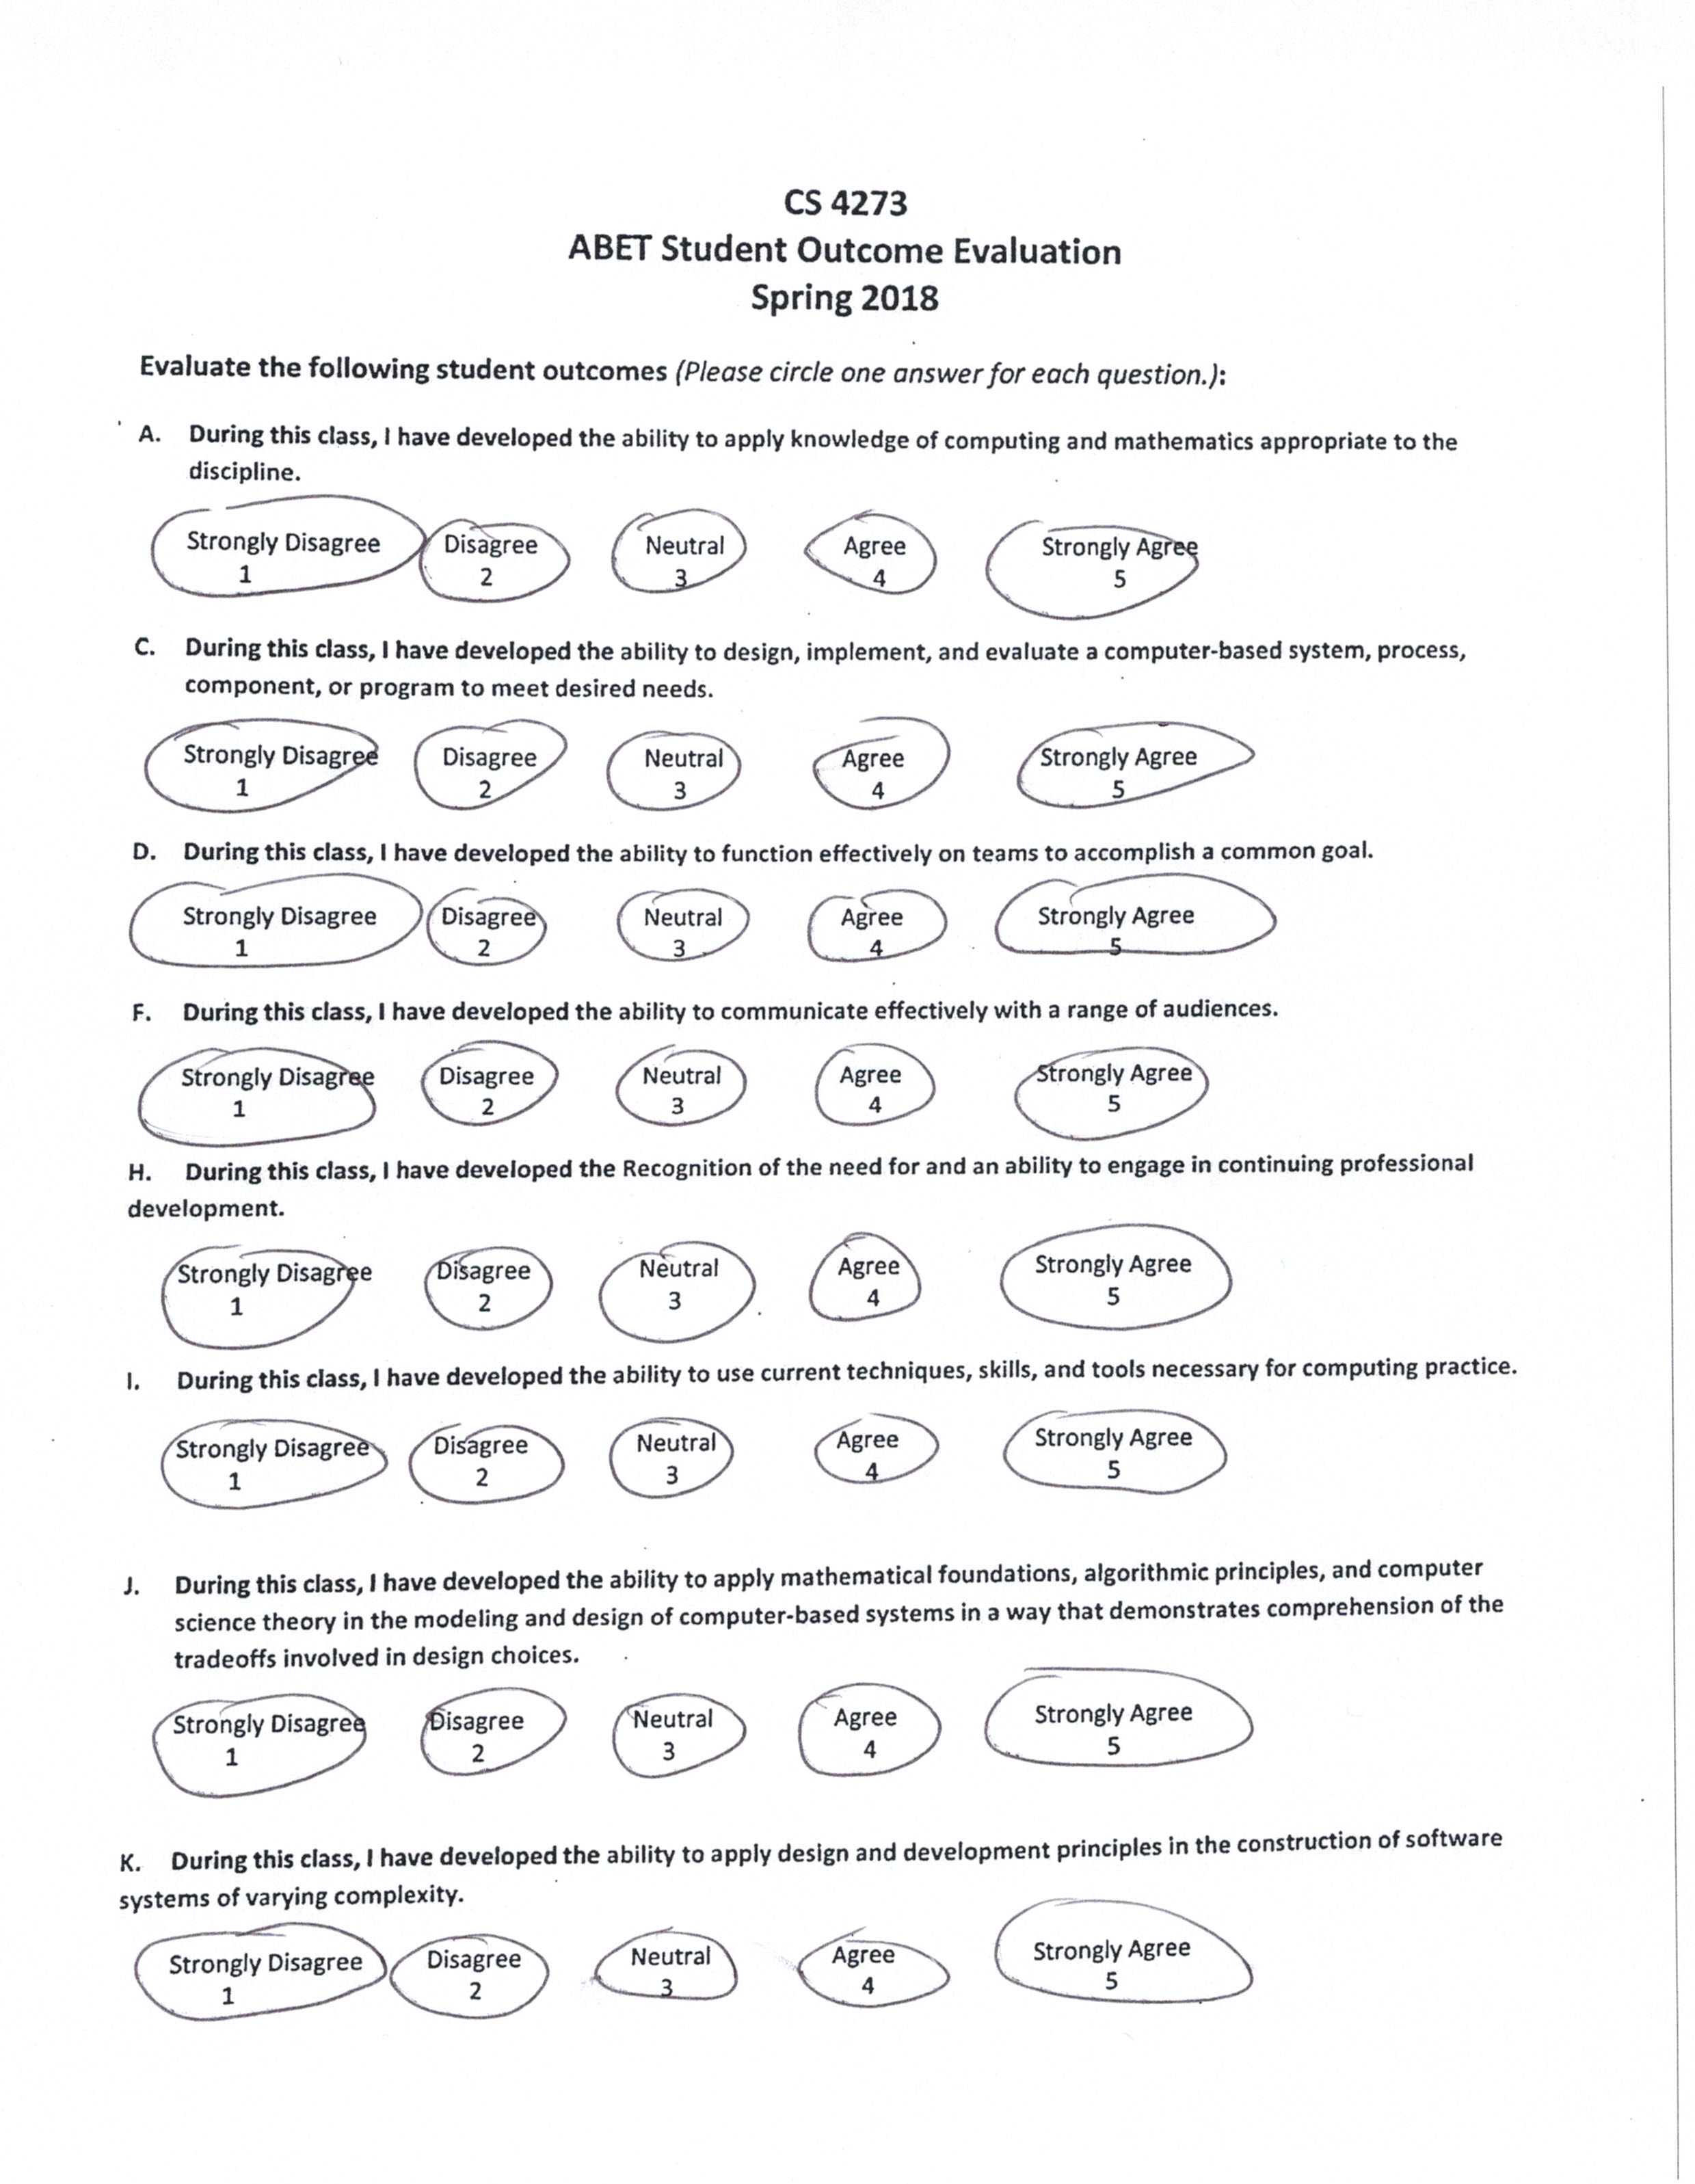 CS 4273
ABET Student Outcome Evaluation
Spring 2018
Evaluate the following student outcomes (Please circle one answer for each question.):
A. During this class, I have developed the ability to apply knowledge of computing and mathematics appropriate to the
discipline.
Strongly Disagree Disagree Neutral Agree Strongly Agree
1 2 3 4 5
C. During this class, I have developed the ability to design, implement, and evaluate a computer-based system, process,
component, or program to meet desired needs.
Strongly Disagree Disagree Neutral Agree Strongly Agree
1 2 3 4 5
D. During this class, I have developed the ability to function effectively on teams to accomplish a common goal.
Strongly Disagree Disagree Neutral Agree Strongly Agree
1 2 3 4 5
F. During this class, I have developed the ability to communicate effectively with a range of audiences.
Strongly Disagree Disagree Neutral Agree Strongly Agree
1 2 3 4 5
H. During this class, I have developed the Recognition of the need for and an ability to engage in continuing professional
development.
Strongly Disagree Disagree Neutral Agree Strongly Agree
1 2 3 4 5
I. During this class, I have developed the ability to use current techniques, skills, and tools necessary for computing practice.
Strongly Disagree Disagree Neutral Agree Strongly Agree
1 2 3 4 5
J. During this class, I have developed the ability to apply mathematical foundations, algorithmic principles, and computer
science theory in the modeling and design of computer-based systems in a way that demonstrates comprehension of the
tradeoffs involved in design choices.
Strongly Disagree Disagree Neutral Agree Strongly Agree
1 2 3 4 5
K. During this class, I have developed the ability to apply design and development principles in the construction of software
systems of varying complexity.
Strongly Disagree Disagree Neutral Agree Strongly Agree
1 2 3 4 5